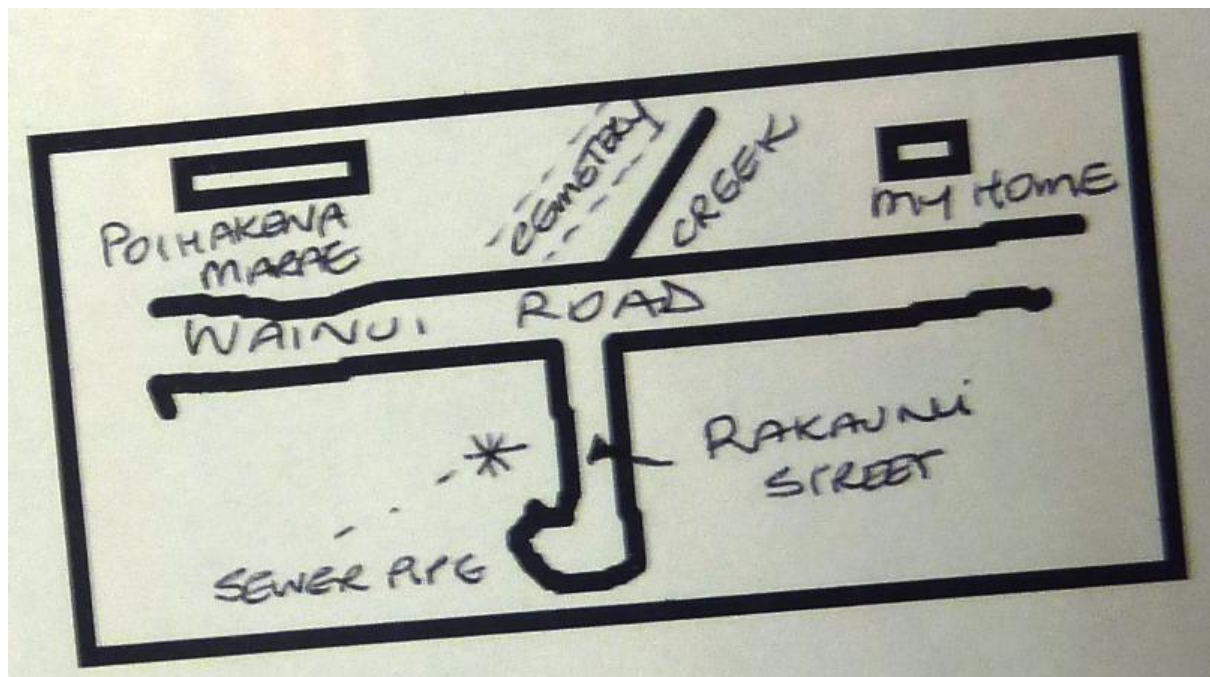 CEMETERY
CREEK
MY HOME
POIHAKENA
MARAE
WAINUI ROAD
RAKAUNUI
STREET
SEWER PIPE